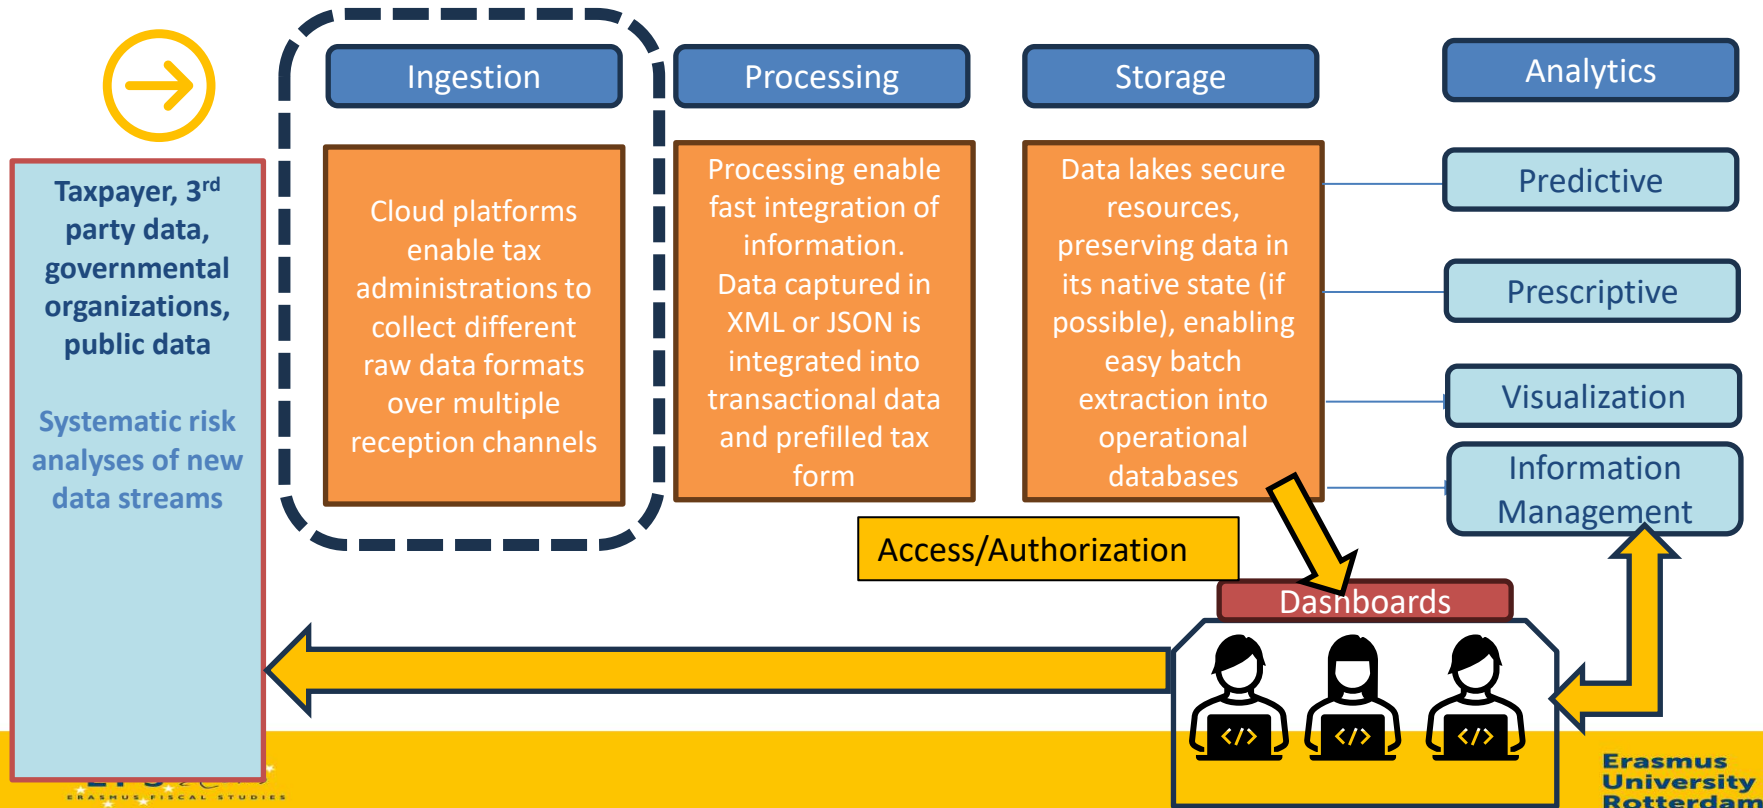 Ingestion
Processing
Storage
Analytics
Taxpayer, 3rd
party data,
governmental
organizations,
public data
Systematic risk
analyses of new
data streams
Cloud platforms
enable tax
administrations to
collect different
raw data formats
over multiple
reception channels
Processing enable
fast integration of
information.
Data captured in
XML or JSON is
integrated into
transactional data
and prefilled tax
form
Data lakes secure
resources,
preserving data in
its native state (if
possible), enabling
easy batch
extraction into
operational
databases
Predictive
Prescriptive
Visualization
Information
Management
Access/Authorization
Dashboards
</>
</>
</>
ERASMUS FISCAL STUDIES
Erasmus
University
Rotterdam